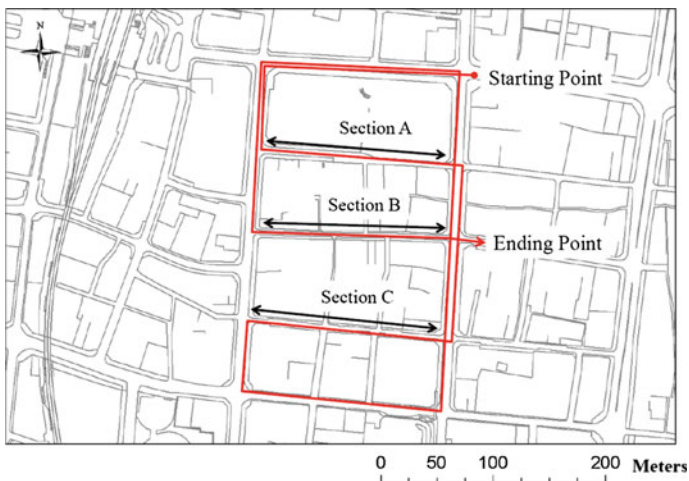 N
Starting Point
Section A
Section B
Ending Point
Section C
0 50 100 200 Meters